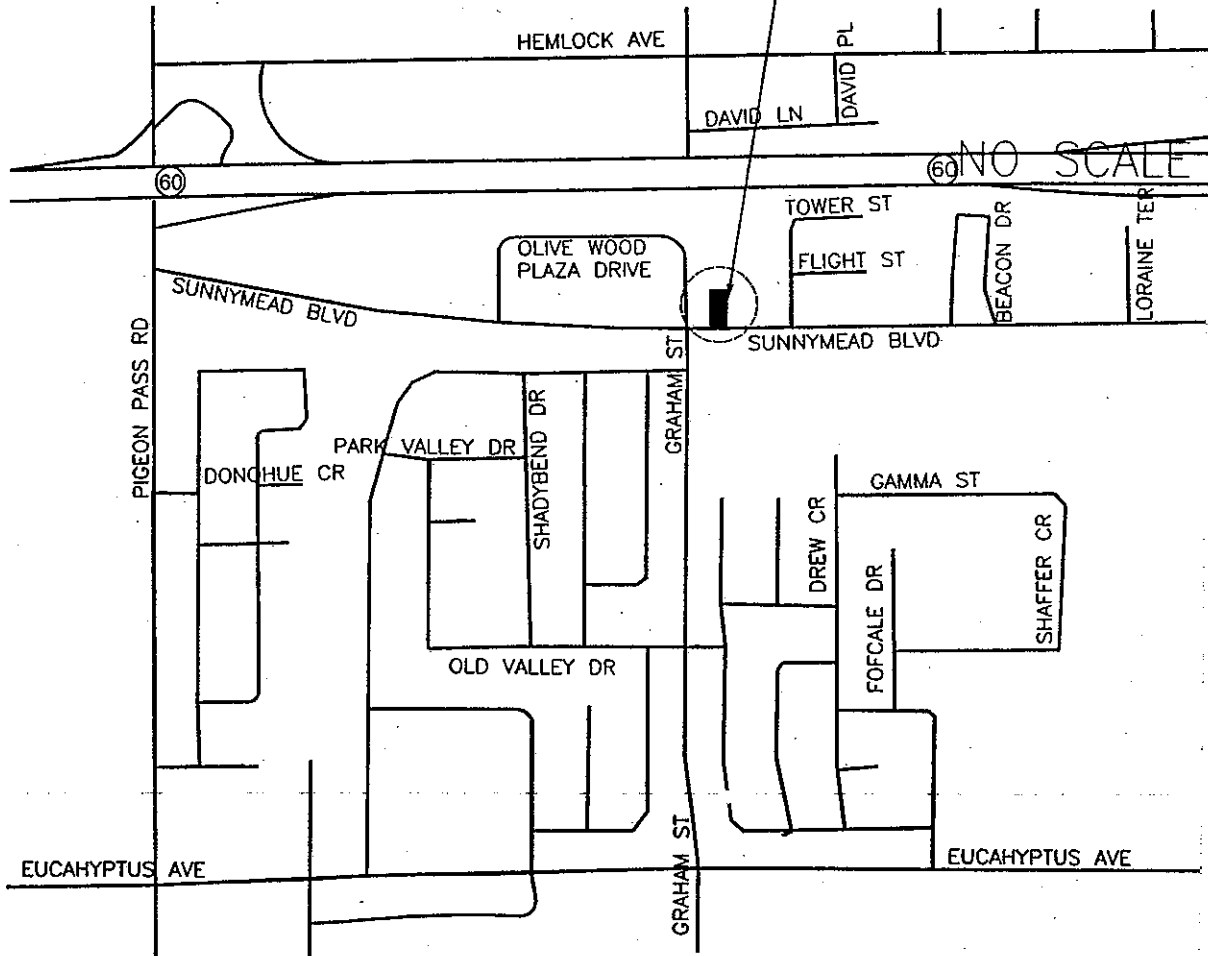 HEMLOCK AVE
DAVID PL
DAVID LN
60
60
NO SCALE
TOWER ST
OLIVE WOOD
PLAZA DRIVE
FLIGHT ST
BEACON DR
LORAINE TER
SUNNYMEAD BLVD
SUNNYMEAD BLVD
PIGEON PASS RD
GRAHAM ST
PARK VALLEY DR
SHADYBEND DR
DONOHUE CR
GAMMA ST
DREW CR
FOFCALE DR
SHAFFER CR
OLD VALLEY DR
GRAHAM ST
EUCAHYPTUS AVE
EUCAHYPTUS AVE